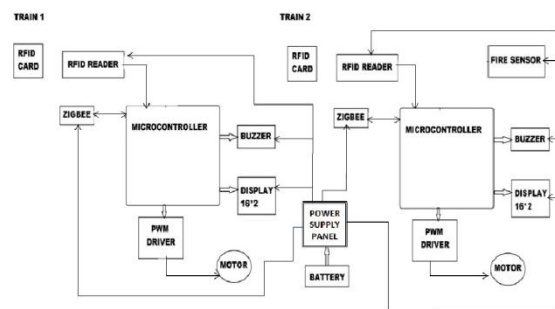 TRAIN 1
TRAIN 2
RFID
CARD
RFID READER
RFID
CARD
RFID READER
FIRE SENSOR
ZIGBEE
MICROCONTROLLER
BUZZER
ZIGBEE
MICROCONTROLLER
BUZZER
DISPLAY
16*2
POWER
SUPPLY
PANEL
DISPLAY
16*2
PWM
DRIVER
MOTOR
BATTERY
PWM
DRIVER
MOTOR